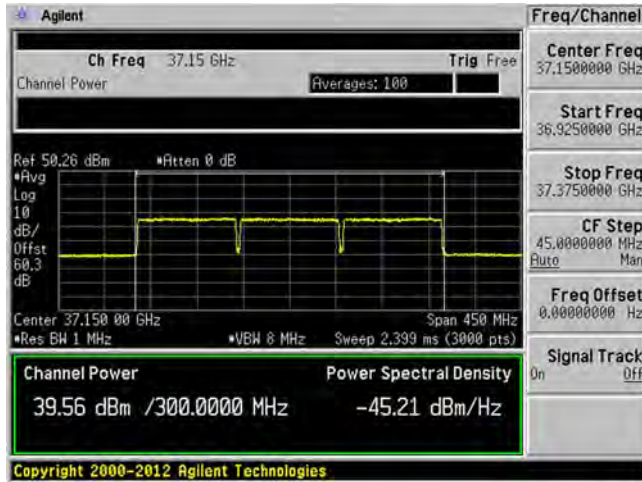 Agilent
Freq/Channel
Ch Freq 37.15 GHz Trig Free
Channel Power Averages: 100
Center Freq
37.1500000 GHz
Start Freq
36.9250000 GHz
Stop Freq
37.3750000 GHz
CF Step
45.0000000 MHz
Auto Man
Freq Offset
0.00000000 Hz
Signal Track
On Off
Ref 50.26 dBm *Atten 0 dB
*Avg
Log
10
dB/
Offst
60.3
dB
Center 37.150 00 GHz Span 450 MHz
*Res BW 1 MHz *VBW 8 MHz Sweep 2.399 ms (3000 pts)
Channel Power Power Spectral Density
39.56 dBm /300.0000 MHz -45.21 dBm/Hz
Copyright 2000-2012 Agilent Technologies